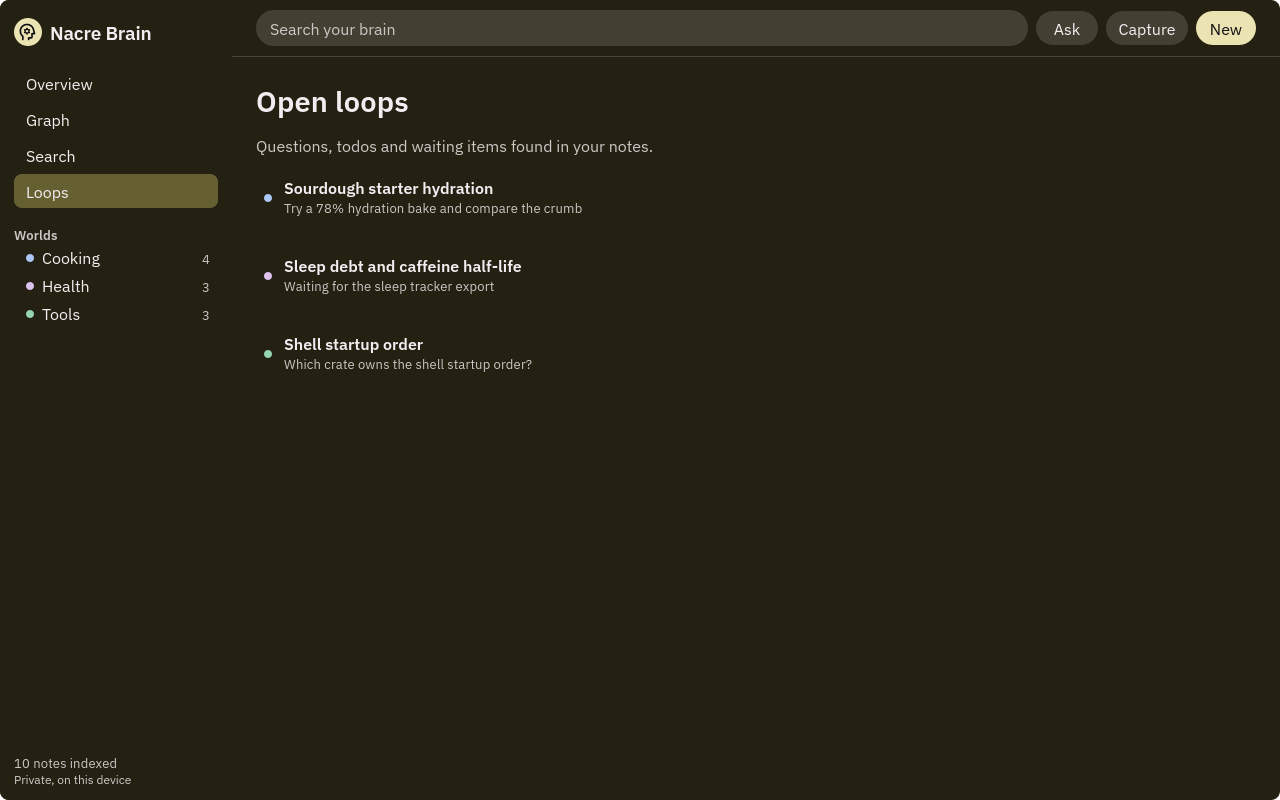 Nacre Brain
Search your brain
Ask
Capture
New
Overview
Graph
Search
Loops
Worlds
Cooking 4
Health 3
Tools 3
Open loops
Questions, todos and waiting items found in your notes.
Sourdough starter hydration
Try a 78% hydration bake and compare the crumb
Sleep debt and caffeine half-life
Waiting for the sleep tracker export
Shell startup order
Which crate owns the shell startup order?
10 notes indexed
Private, on this device